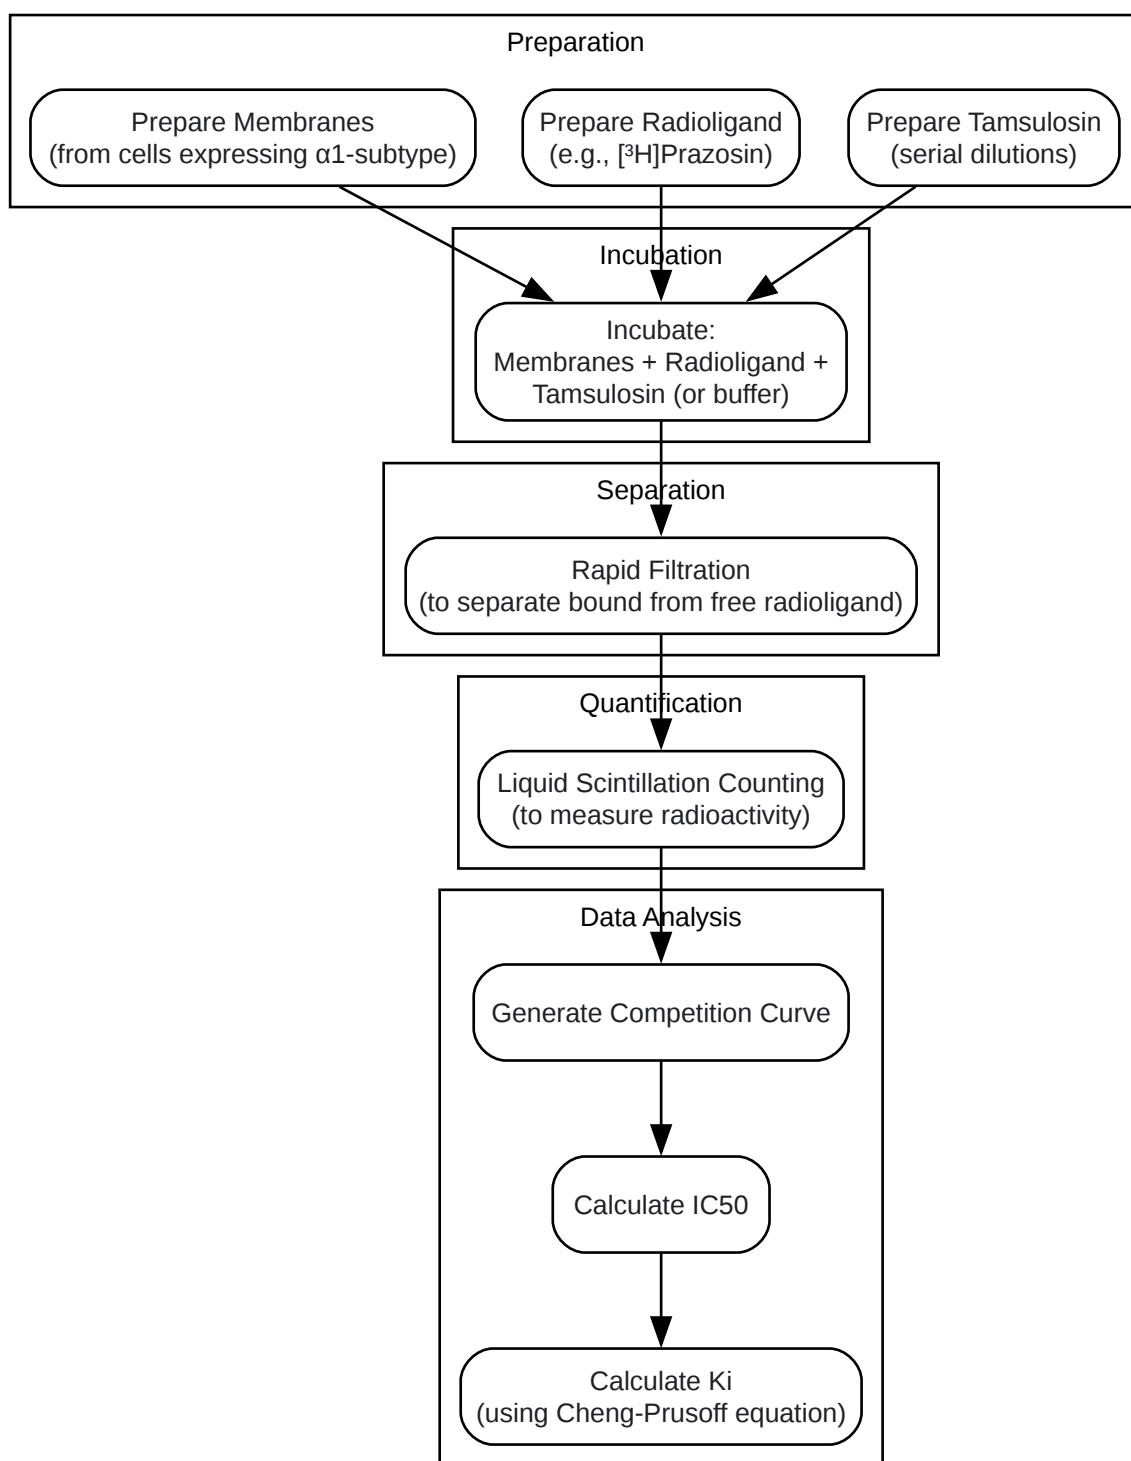 Preparation
Prepare Membranes
(from cells expressing α1-subtype)
Prepare Radioligand
(e.g., [³H]Prazosin)
Prepare Tamsulosin
(serial dilutions)
Incubation
Incubate:
Membranes + Radioligand +
Tamsulosin (or buffer)
Separation
Rapid Filtration
(to separate bound from free radioligand)
Quantification
Liquid Scintillation Counting
(to measure radioactivity)
Data Analysis
Generate Competition Curve
Calculate IC50
Calculate Ki
(using Cheng-Prusoff equation)